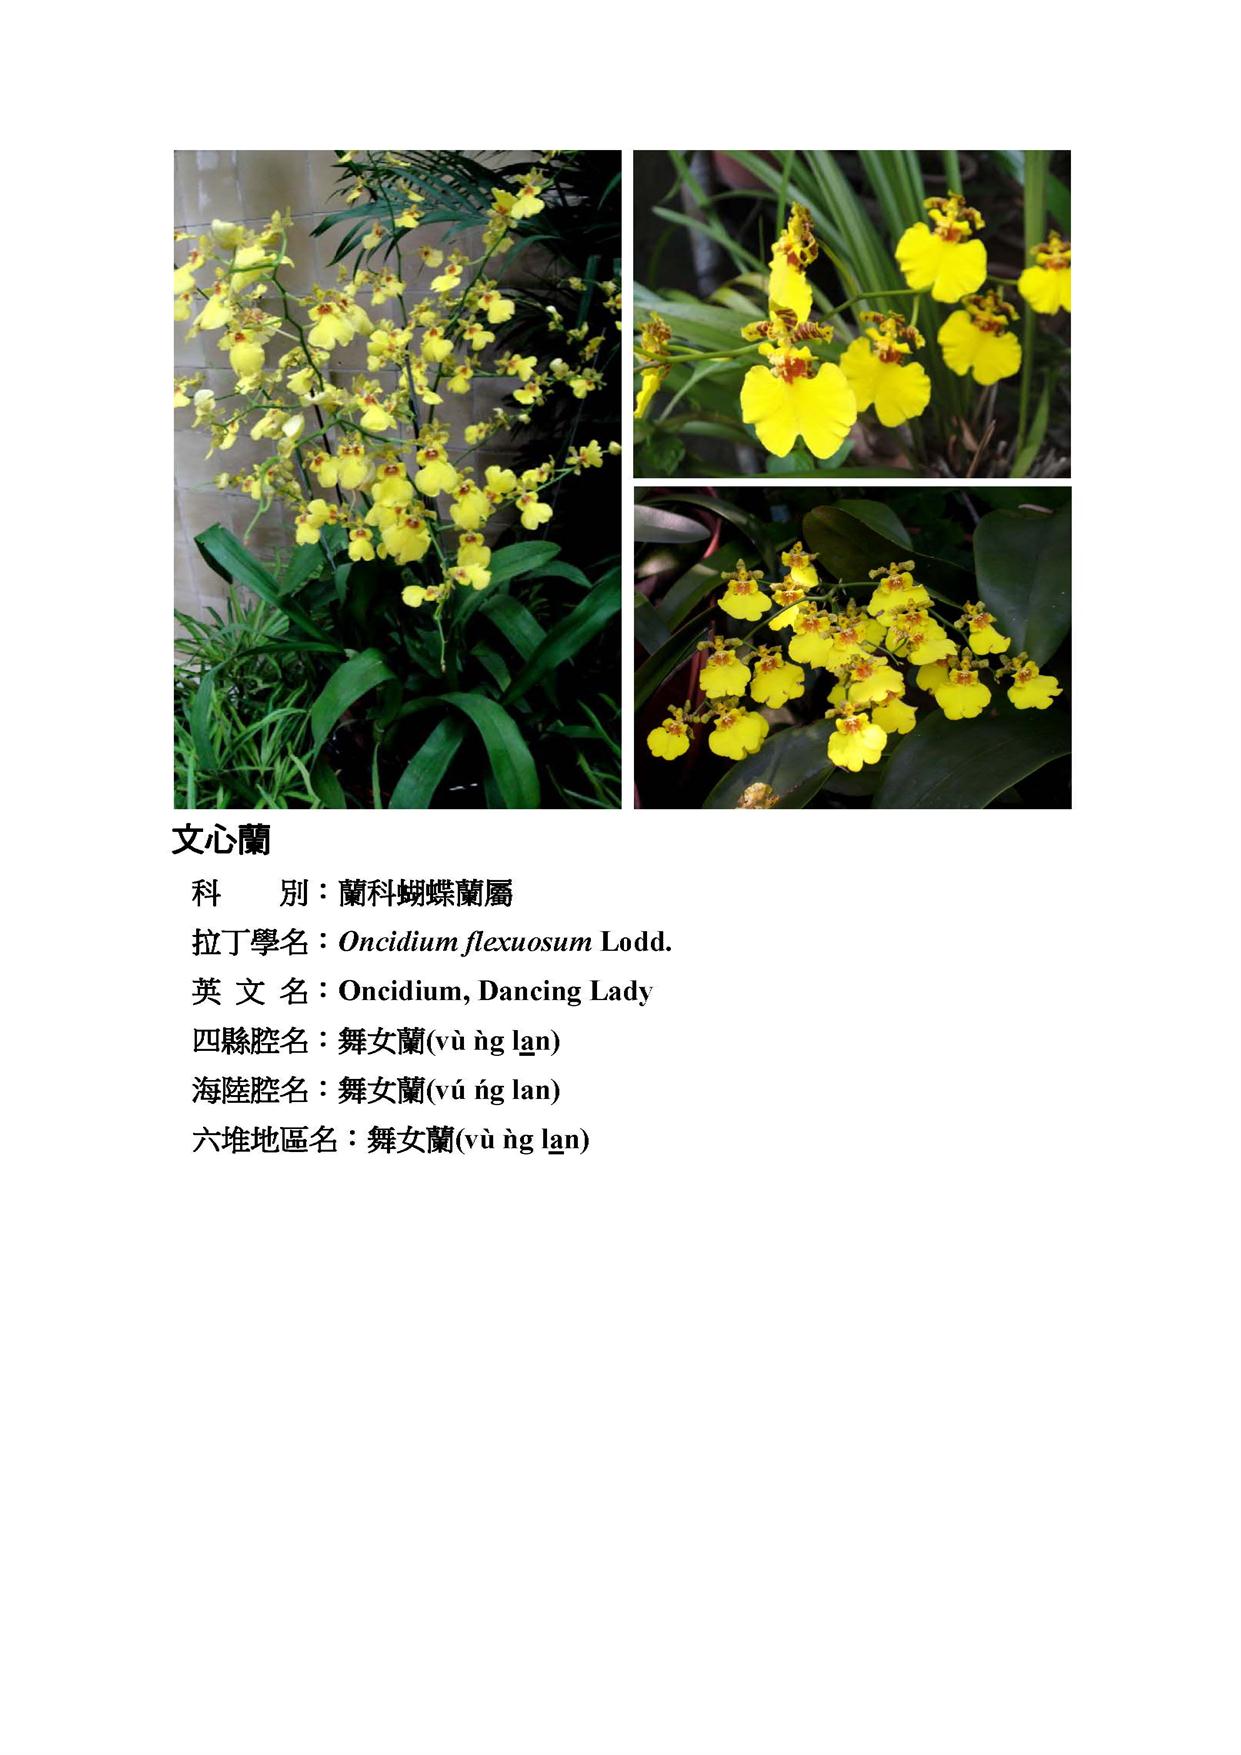 文心蘭
科　　別：蘭科蝴蝶蘭屬
拉丁學名：Oncidium flexuosum Lodd.
英 文 名：Oncidium, Dancing Lady
四縣腔名：舞女蘭(vù ǹg la̲n)
海陸腔名：舞女蘭(vú ńg lan)
六堆地區名：舞女蘭(vù ǹg la̲n)